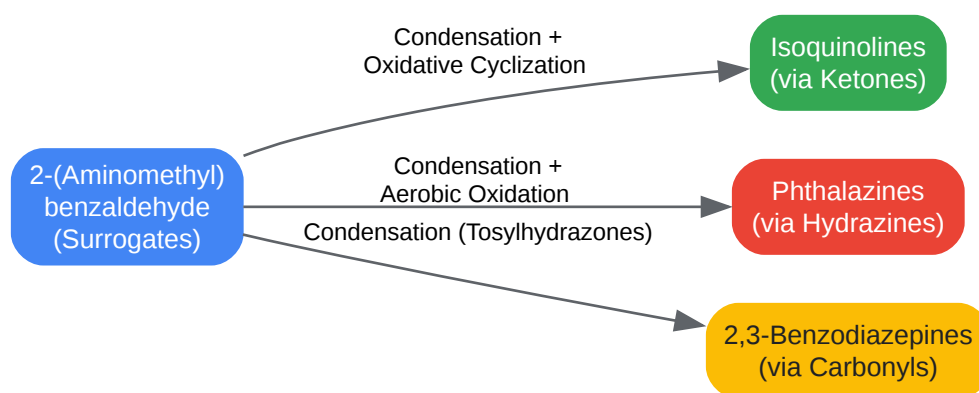 Condensation +
Oxidative Cyclization
Isoquinolines
(via Ketones)
2-(Aminomethyl)
benzaldehyde
(Surrogates)
Condensation +
Aerobic Oxidation
Phthalazines
(via Hydrazines)
Condensation (Tosylhydrazones)
2,3-Benzodiazepines
(via Carbonyls)